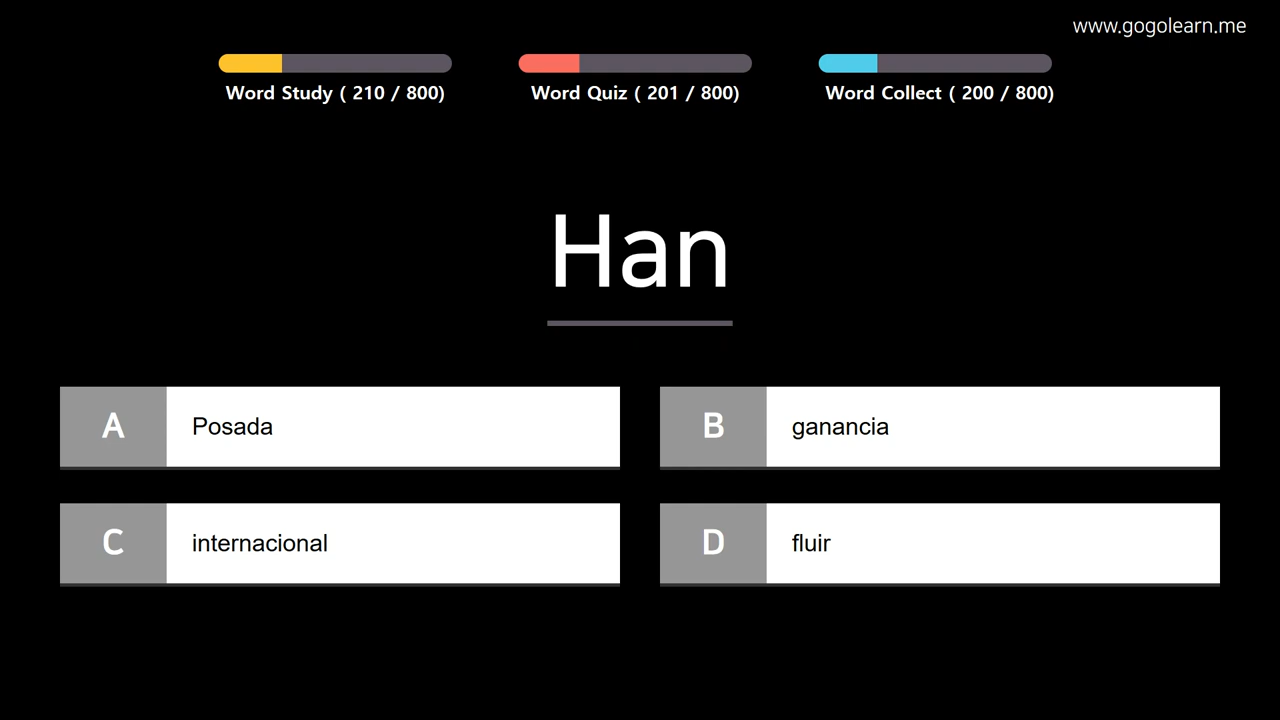 www.gogolearn.me
Word Study ( 210 / 800)
Word Quiz ( 201 / 800)
Word Collect ( 200 / 800)
Han
A Posada
B ganancia
C internacional
D fluir